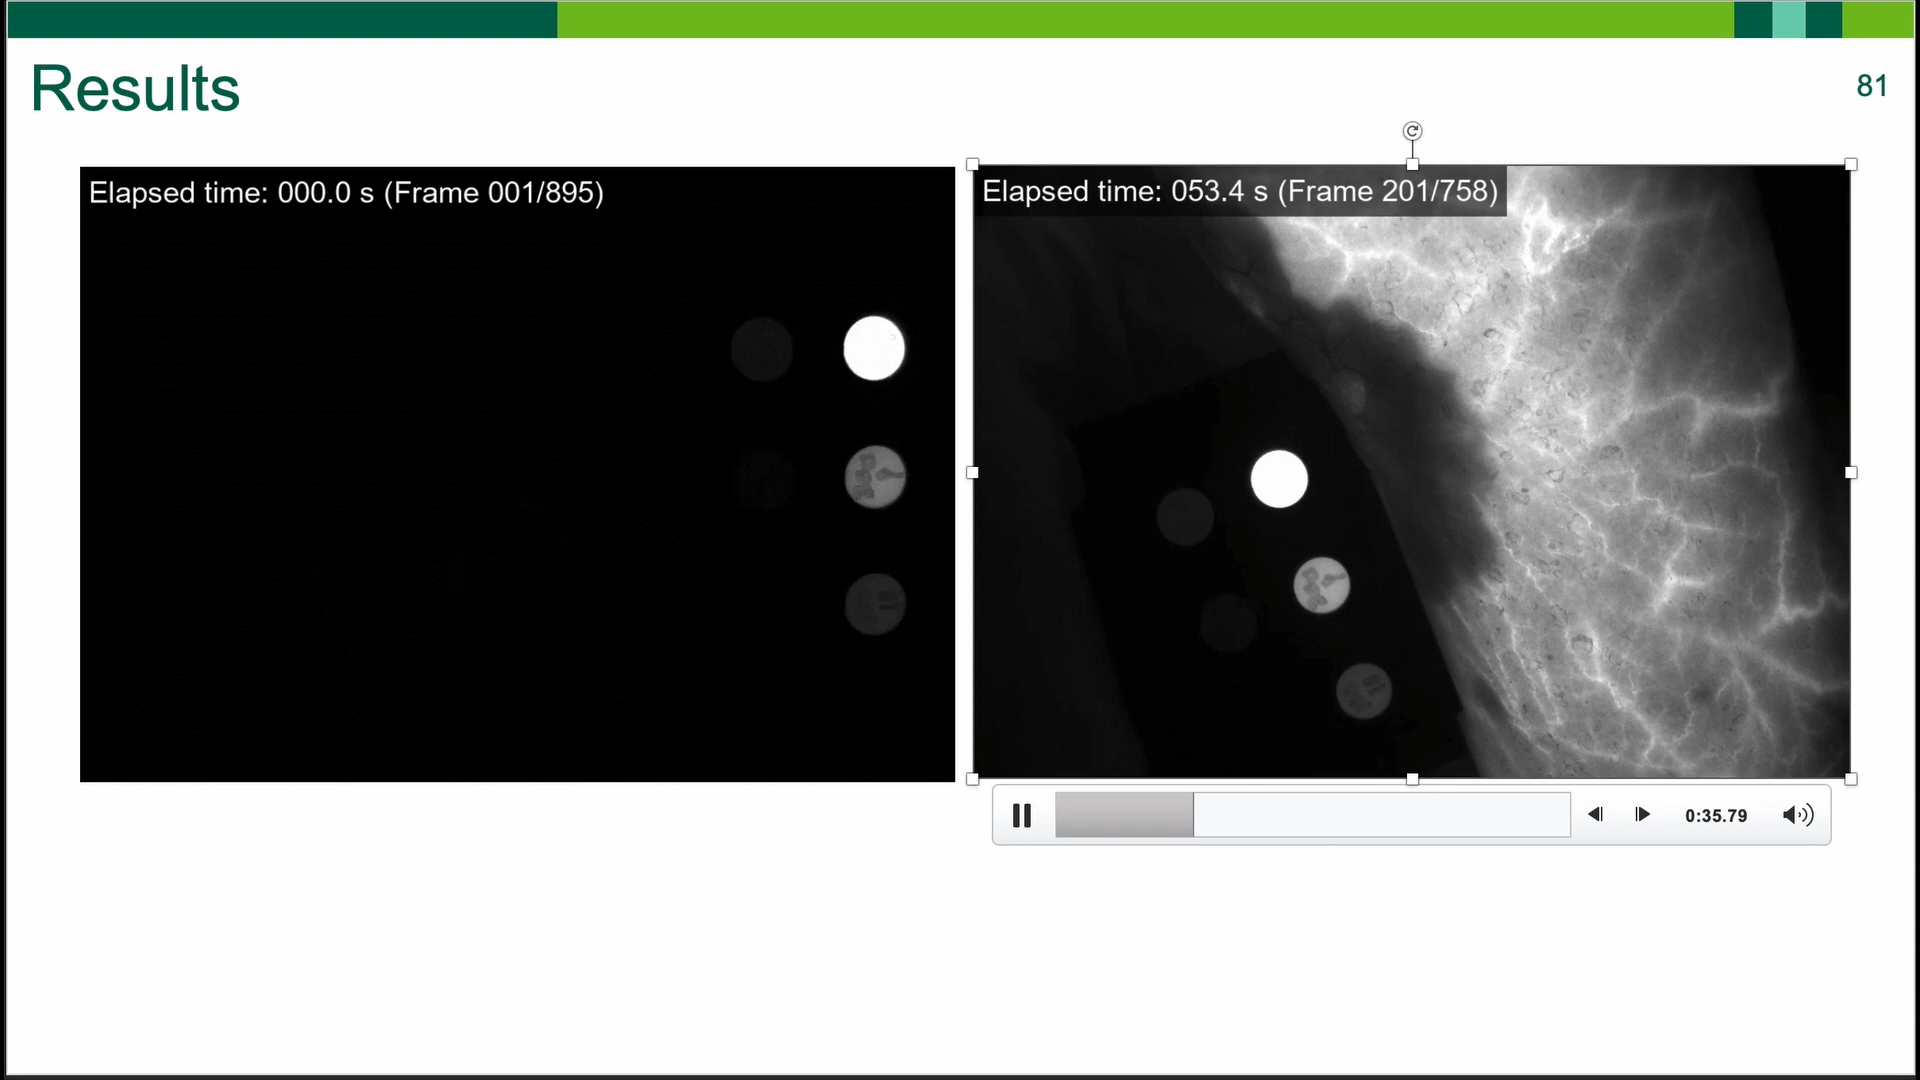 Results
81
Elapsed time: 000.0 s (Frame 001/895)
Elapsed time: 053.4 s (Frame 201/758)
0:35.79